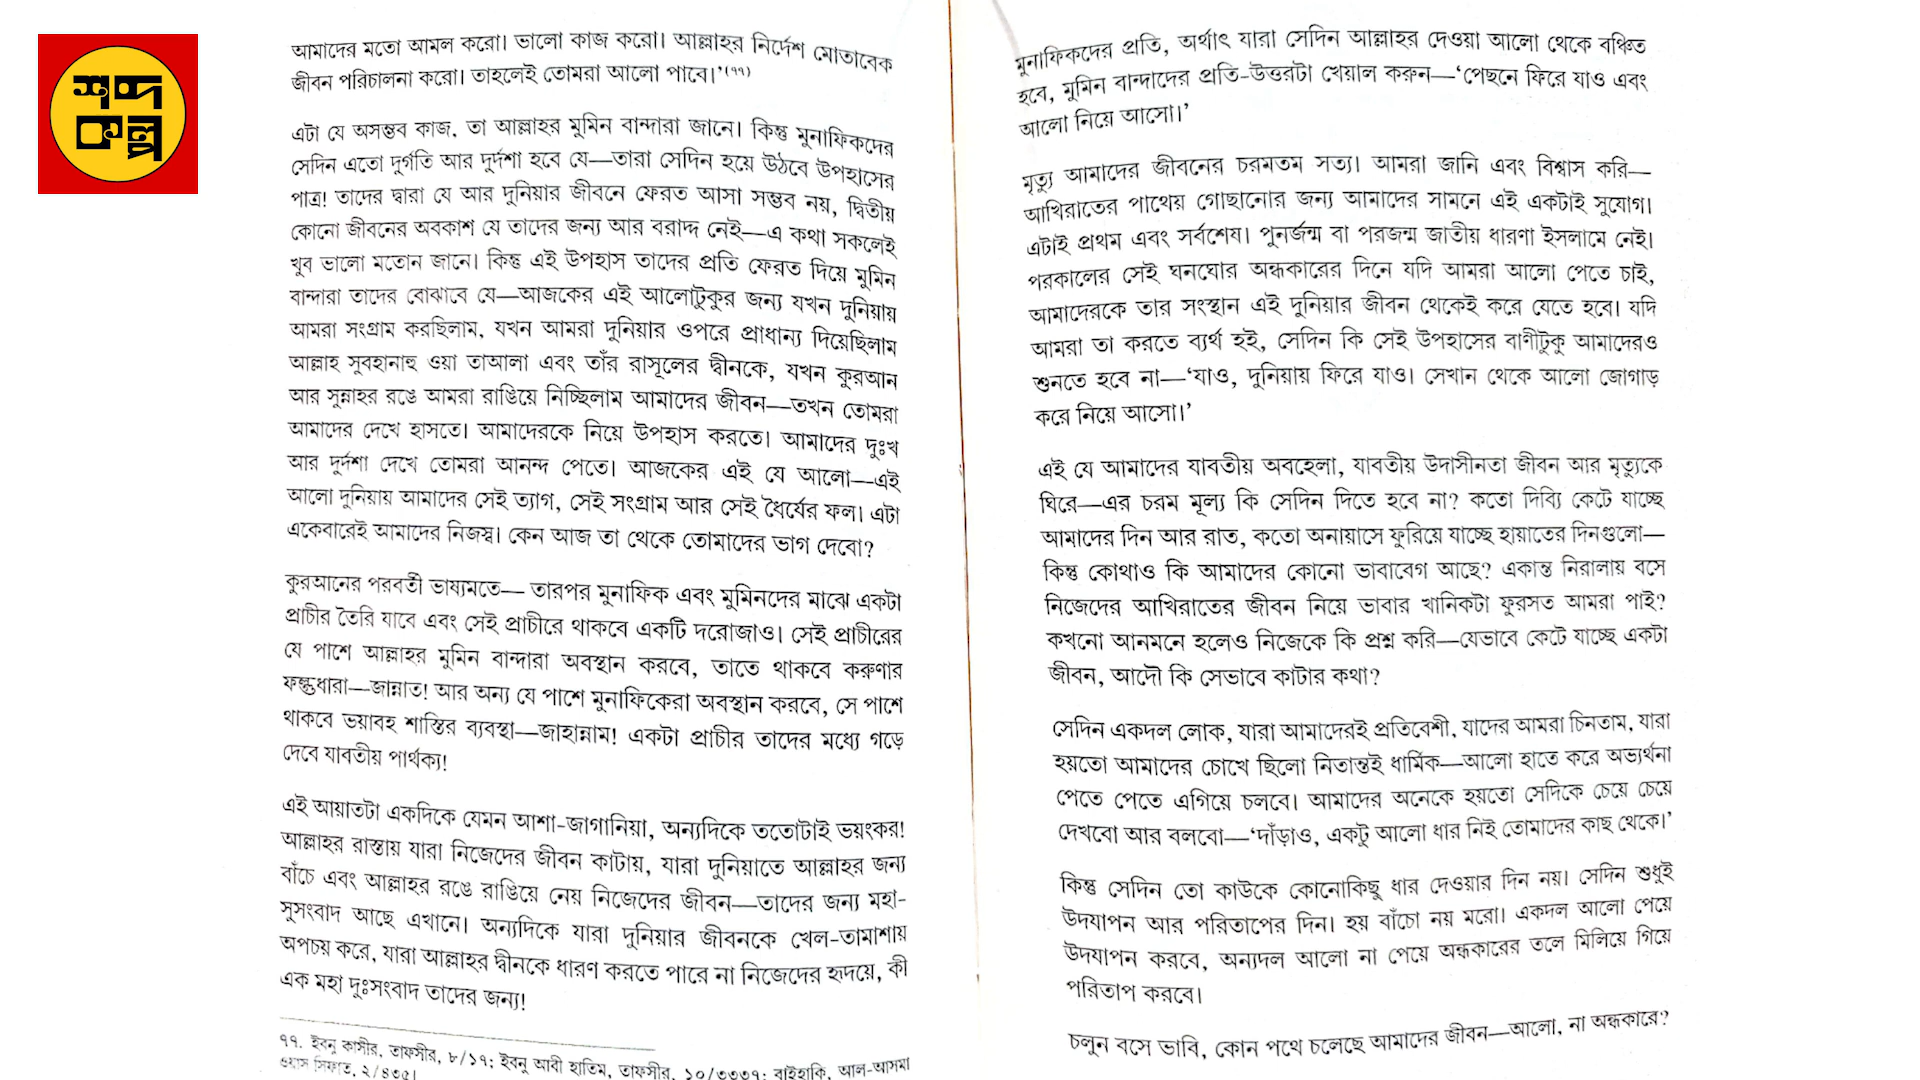 শব্দ
কল্প
আমাদের মতো আমল করো। ভালো কাজ করো। আল্লাহর নির্দেশ মোতাবেক
জীবন পরিচালনা করো। তাহলেই তোমরা আলো পাবে।’(৭৭)
এটা যে অসম্ভব কাজ, তা আল্লাহর মুমিন বান্দারা জানে। কিন্তু মুনাফিকদের
সেদিন এতো দুর্গতি আর দুর্দশা হবে যে—তারা সেদিন হয়ে উঠবে উপহাসের
পাত্র! তাদের দ্বারা যে আর দুনিয়ার জীবনে ফেরত আসা সম্ভব নয়, দ্বিতীয়
কোনো জীবনের অবকাশ যে তাদের জন্য আর বরাদ্দ নেই—এ কথা সকলেই
খুব ভালো মতোন জানে। কিন্তু এই উপহাস তাদের প্রতি ফেরত দিয়ে মুমিন
বান্দারা তাদের বোঝাবে যে—আজকের এই আলোটুকুর জন্য যখন দুনিয়ায়
আমরা সংগ্রাম করছিলাম, যখন আমরা দুনিয়ার ওপরে প্রাধান্য দিয়েছিলাম
আল্লাহ সুবহানাহু ওয়া তাআলা এবং তাঁর রাসূলের দ্বীনকে, যখন কুরআন
আর সুন্নাহর রঙে আমরা রাঙিয়ে নিচ্ছিলাম আমাদের জীবন—তখন তোমরা
আমাদের দেখে হাসতে। আমাদেরকে নিয়ে উপহাস করতে। আমাদের দুঃখ
আর দুর্দশা দেখে তোমরা আনন্দ পেতে। আজকের এই যে আলো—এই
আলো দুনিয়ায় আমাদের সেই ত্যাগ, সেই সংগ্রাম আর সেই ধৈর্যের ফল। এটা
একেবারেই আমাদের নিজস্ব। কেন আজ তা থেকে তোমাদের ভাগ দেবো?
কুরআনের পরবর্তী ভাষ্যমতে— তারপর মুনাফিক এবং মুমিনদের মাঝে একটা
প্রাচীর তৈরি যাবে এবং সেই প্রাচীরে থাকবে একটি দরোজাও। সেই প্রাচীরের
যে পাশে আল্লাহর মুমিন বান্দারা অবস্থান করবে, তাতে থাকবে করুণার
ফল্গুধারা—জান্নাত! আর অন্য যে পাশে মুনাফিকেরা অবস্থান করবে, সে পাশে
থাকবে ভয়াবহ শাস্তির ব্যবস্থা—জাহান্নাম! একটা প্রাচীর তাদের মধ্যে গড়ে
দেবে যাবতীয় পার্থক্য!
এই আয়াতটা একদিকে যেমন আশা-জাগানিয়া, অন্যদিকে ততোটাই ভয়ংকর!
আল্লাহর রাস্তায় যারা নিজেদের জীবন কাটায়, যারা দুনিয়াতে আল্লাহর জন্য
বাঁচে এবং আল্লাহর রঙে রাঙিয়ে নেয় নিজেদের জীবন—তাদের জন্য মহা-
সুসংবাদ আছে এখানে। অন্যদিকে যারা দুনিয়ার জীবনকে খেল-তামাশায়
অপচয় করে, যারা আল্লাহর দ্বীনকে ধারণ করতে পারে না নিজেদের হৃদয়ে, কী
এক মহা দুঃসংবাদ তাদের জন্য!
৭৭. ইবনু কাসীর, তাফসীর, ৮/১৭; ইবনু আবী হাতিম, তাফসীর, ১০/৩৩৩৭; বাইহাকি, আল-আসমা
ওয়াস সিফাত, ২/৪৩৫।
মুনাফিকদের প্রতি, অর্থাৎ যারা সেদিন আল্লাহর দেওয়া আলো থেকে বঞ্চিত
হবে, মুমিন বান্দাদের প্রতি-উত্তরটা খেয়াল করুন—‘পেছনে ফিরে যাও এবং
আলো নিয়ে আসো।’
মৃত্যু আমাদের জীবনের চরমতম সত্য। আমরা জানি এবং বিশ্বাস করি—
আখিরাতের পাথেয় গোছানোর জন্য আমাদের সামনে এই একটাই সুযোগ।
এটাই প্রথম এবং সর্বশেষ। পুনর্জন্ম বা পরজন্ম জাতীয় ধারণা ইসলামে নেই।
পরকালের সেই ঘনঘোর অন্ধকারের দিনে যদি আমরা আলো পেতে চাই,
আমাদেরকে তার সংস্থান এই দুনিয়ার জীবন থেকেই করে যেতে হবে। যদি
আমরা তা করতে ব্যর্থ হই, সেদিন কি সেই উপহাসের বাণীটুকু আমাদেরও
শুনতে হবে না—‘যাও, দুনিয়ায় ফিরে যাও। সেখান থেকে আলো জোগাড়
করে নিয়ে আসো।’
এই যে আমাদের যাবতীয় অবহেলা, যাবতীয় উদাসীনতা জীবন আর মৃত্যুকে
ঘিরে—এর চরম মূল্য কি সেদিন দিতে হবে না? কতো দিব্যি কেটে যাচ্ছে
আমাদের দিন আর রাত, কতো অনায়াসে ফুরিয়ে যাচ্ছে হায়াতের দিনগুলো—
কিন্তু কোথাও কি আমাদের কোনো ভাবাবেগ আছে? একান্ত নিরালায় বসে
নিজেদের আখিরাতের জীবন নিয়ে ভাবার খানিকটা ফুরসত আমরা পাই?
কখনো আনমনে হলেও নিজেকে কি প্রশ্ন করি—যেভাবে কেটে যাচ্ছে একটা
জীবন, আদৌ কি সেভাবে কাটার কথা?
সেদিন একদল লোক, যারা আমাদেরই প্রতিবেশী, যাদের আমরা চিনতাম, যারা
হয়তো আমাদের চোখে ছিলো নিতান্তই ধার্মিক—আলো হাতে করে অভ্যর্থনা
পেতে পেতে এগিয়ে চলবে। আমাদের অনেকে হয়তো সেদিকে চেয়ে চেয়ে
দেখবো আর বলবো—‘দাঁড়াও, একটু আলো ধার নিই তোমাদের কাছ থেকে।’
কিন্তু সেদিন তো কাউকে কোনোকিছু ধার দেওয়ার দিন নয়। সেদিন শুধুই
উদযাপন আর পরিতাপের দিন। হয় বাঁচো নয় মরো। একদল আলো পেয়ে
উদযাপন করবে, অন্যদল আলো না পেয়ে অন্ধকারের তলে মিলিয়ে গিয়ে
পরিতাপ করবে।
চলুন বসে ভাবি, কোন পথে চলেছে আমাদের জীবন—আলো, না অন্ধকারে?